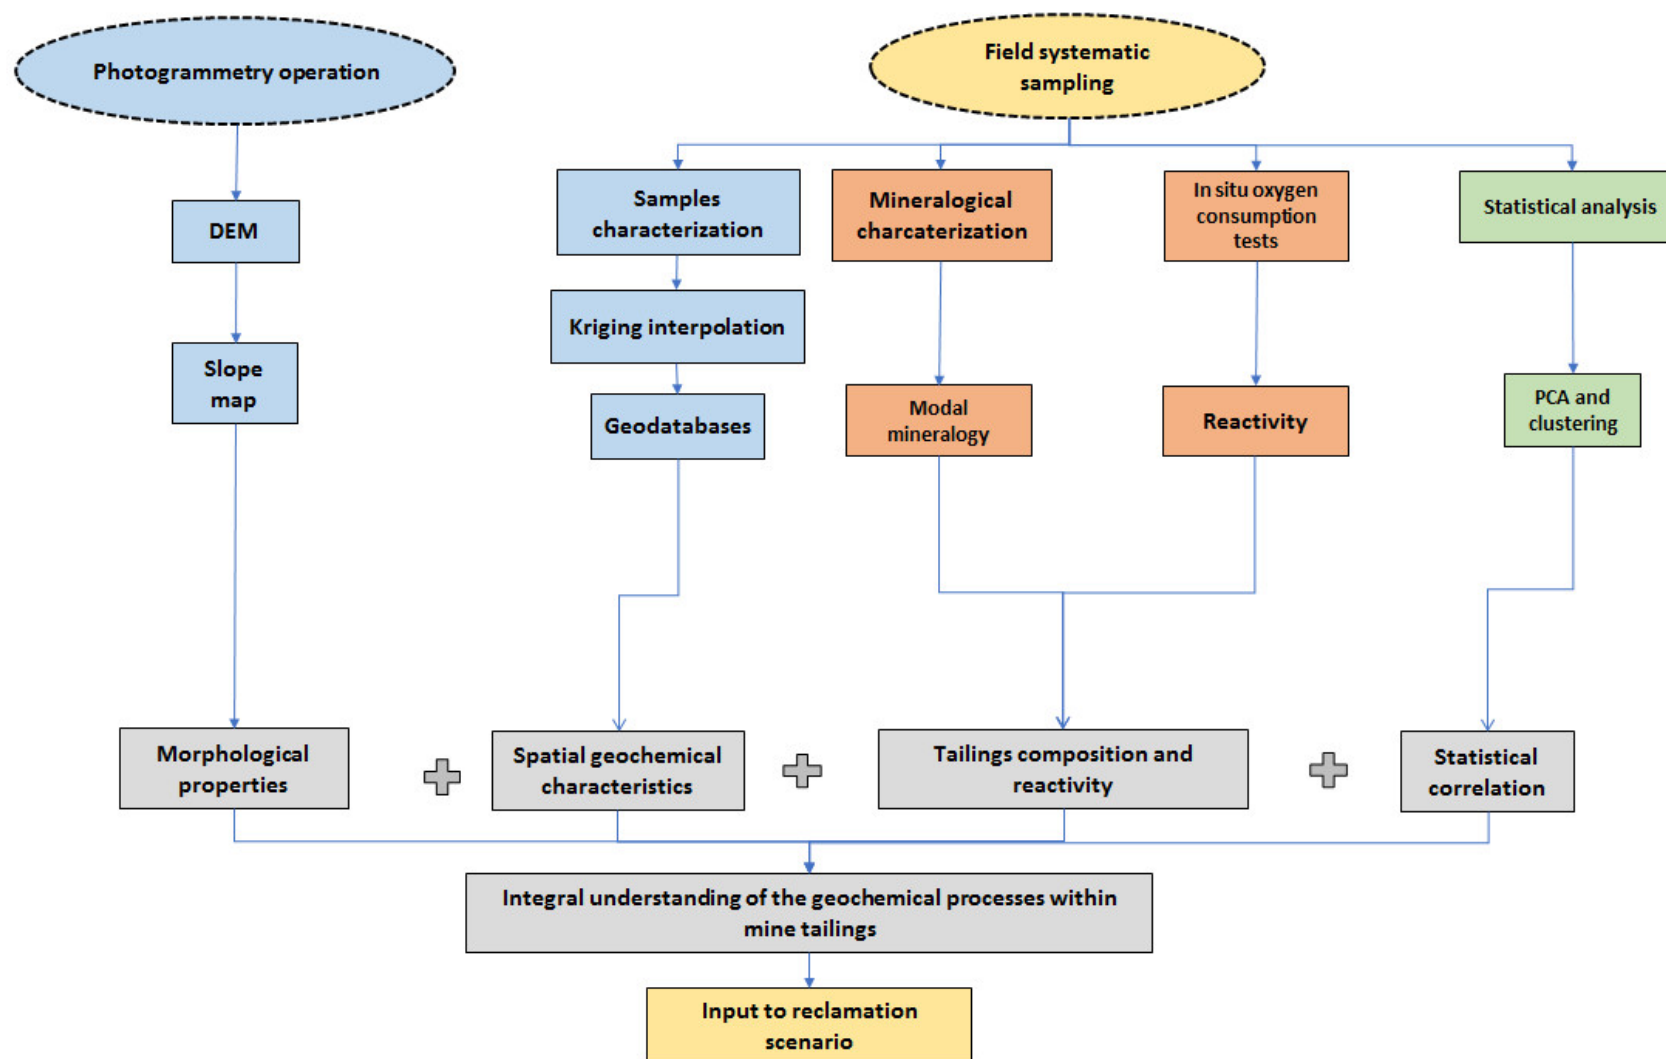 Photogrammetry operation
Field systematic
sampling
DEM
Samples
characterization
Mineralogical
charcaterization
In situ oxygen
consumption
tests
Statistical analysis
Kriging interpolation
Slope
map
Geodatabases
Modal
mineralogy
Reactivity
PCA and
clustering
Morphological
properties
Spatial geochemical
characteristics
Tailings composition and
reactivity
Statistical
correlation
Integral understanding of the geochemical processes within
mine tailings
Input to reclamation
scenario